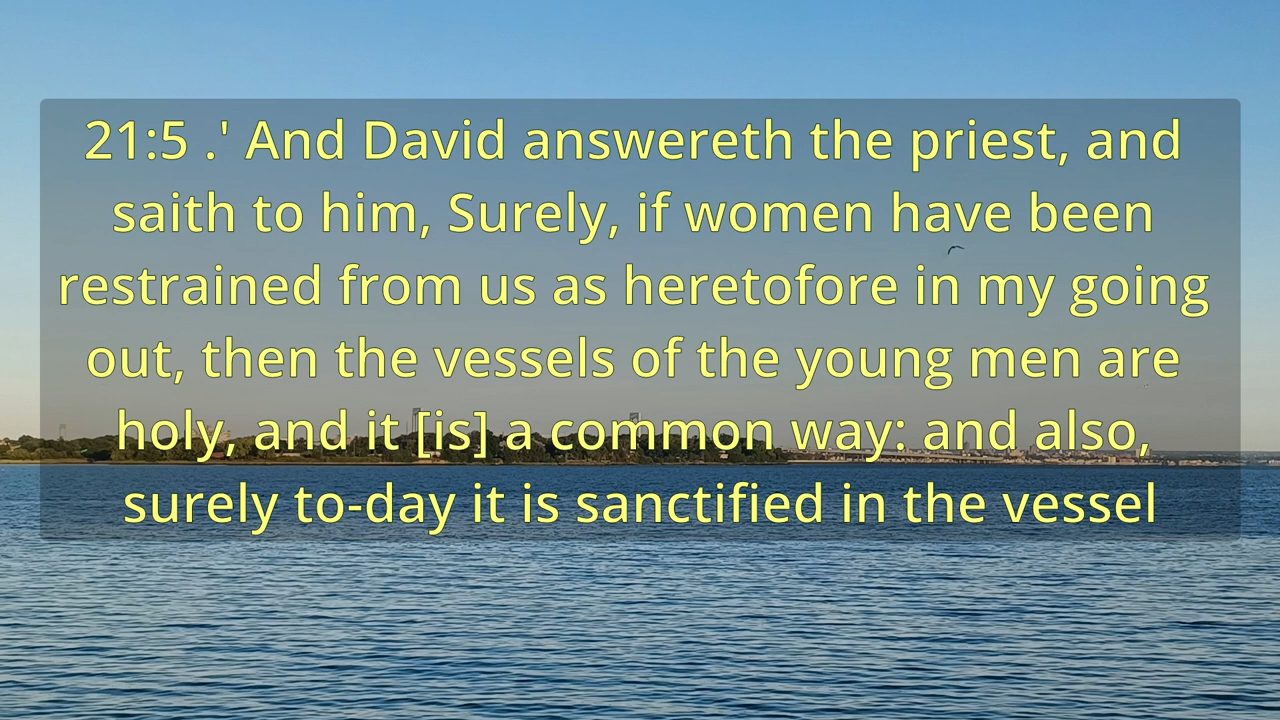 21:5 .' And David answereth the priest, and
saith to him, Surely, if women have been
restrained from us as heretofore in my going
out, then the vessels of the young men are
holy, and it [is] a common way: and also,
surely to-day it is sanctified in the vessel